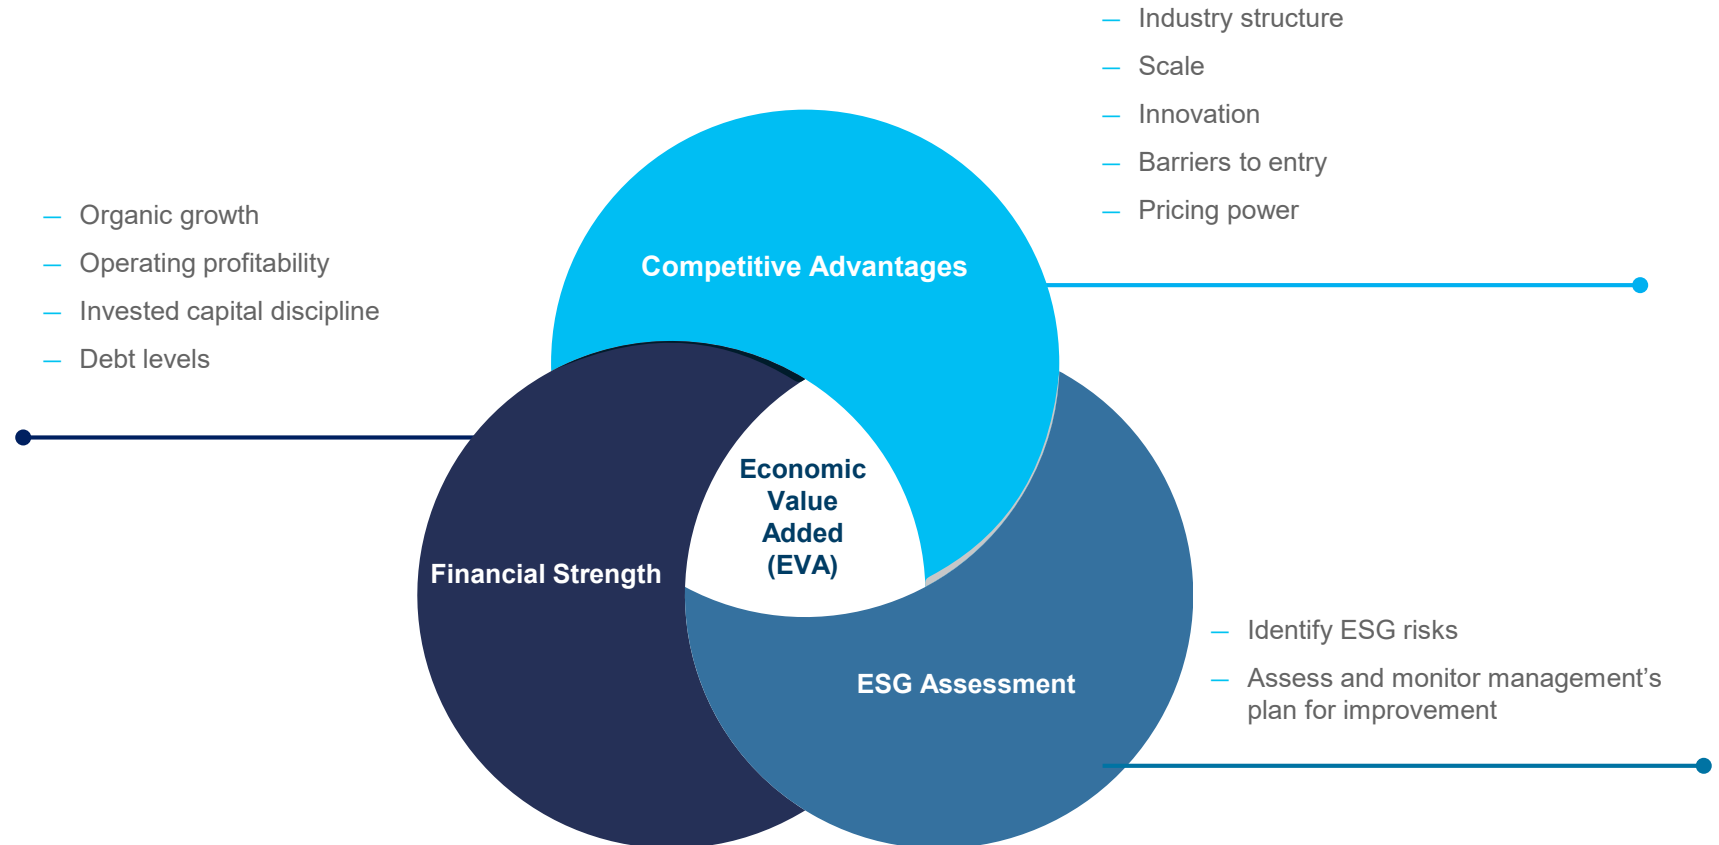 — Industry structure
— Scale
— Innovation
— Barriers to entry
— Pricing power
— Organic growth
— Operating profitability
— Invested capital discipline
— Debt levels
Competitive Advantages
Economic
Value
Added
(EVA)
Financial Strength
ESG Assessment
— Identify ESG risks
— Assess and monitor management’s
plan for improvement